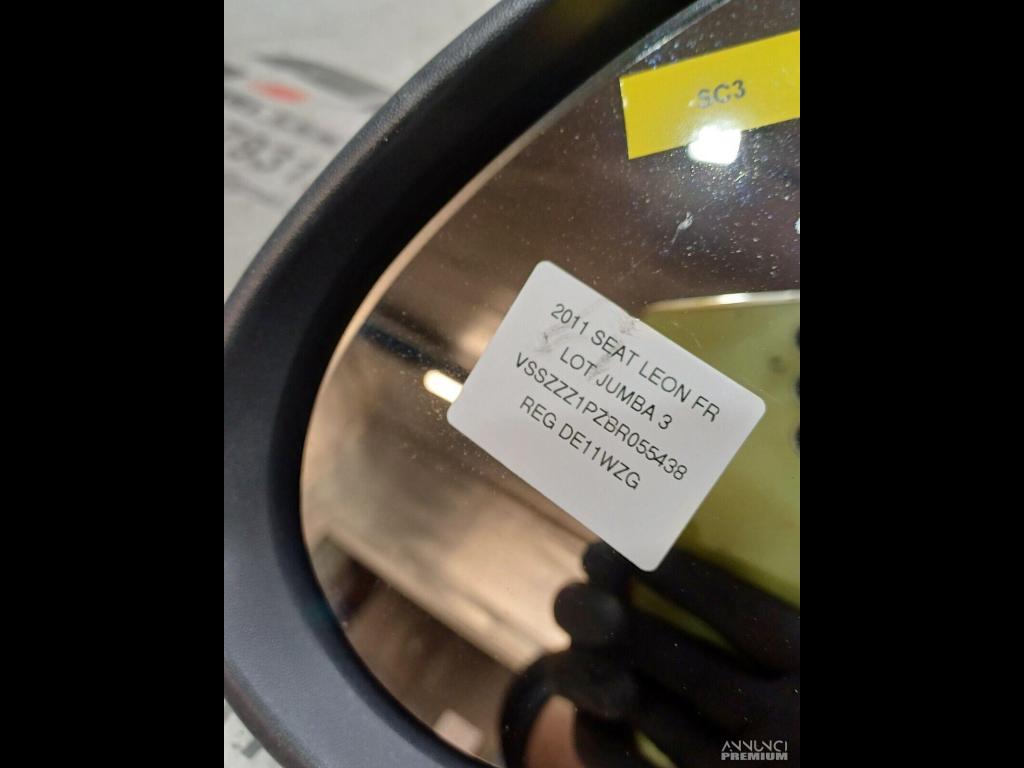 SC3
2011 SEAT LEON FR
LOT JUMBA 3
VSSZZZ1PZBR055438
REG DE11WZG
ANNUNCI
PREMIUM